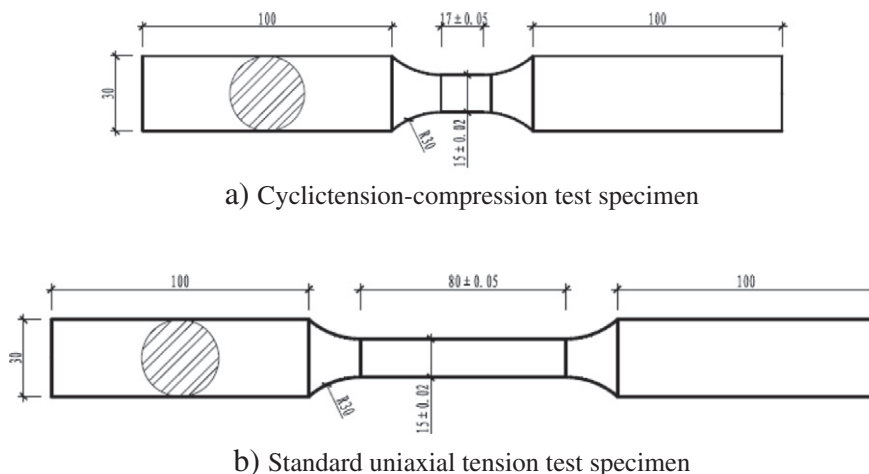 100 17±0.05 100
30
R30
15±0.02
a) Cyclictension-compression test specimen
100 80±0.05 100
30
R30
15±0.02
b) Standard uniaxial tension test specimen